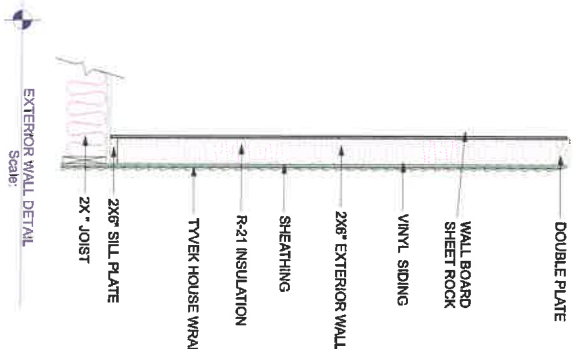 DOUBLE PLATE
WALL BOARD
SHEET ROCK
VINYL SIDING
2X6" EXTERIOR WALL
SHEATHING
R-21 INSULATION
TYVEK HOUSE WRA
2X6" SILL PLATE
2X " JOIST
EXTERIOR WALL DETAIL
Scale: